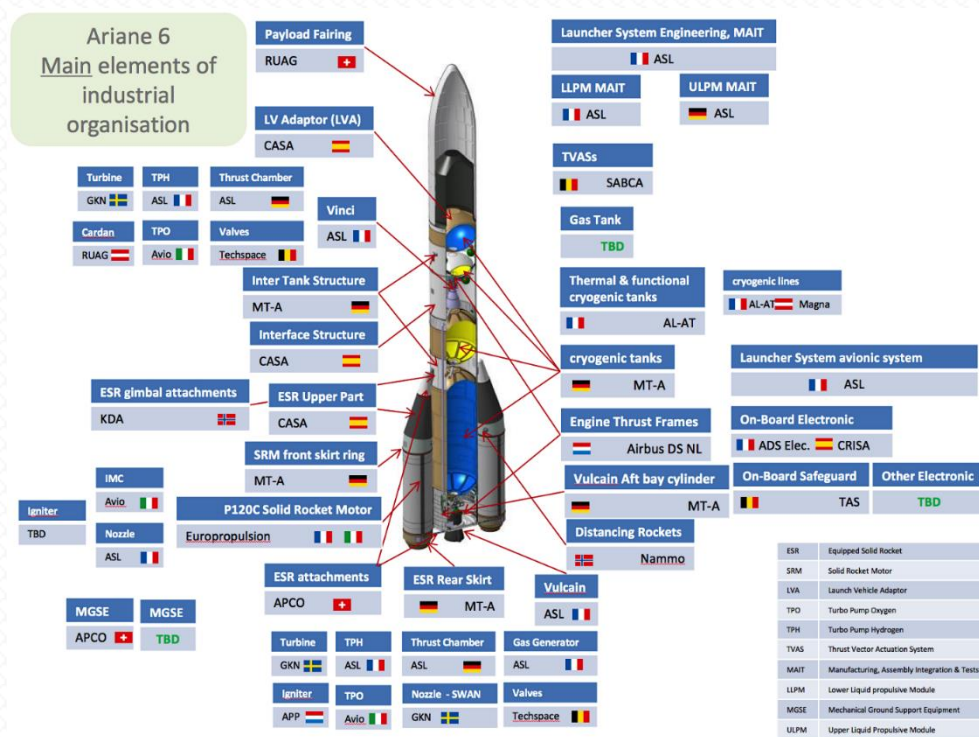 Ariane 6
Main elements of
industrial
organisation
Payload Fairing
RUAG
LV Adaptor (LVA)
CASA
Turbine
GKN
TPH
ASL
Thrust Chamber
ASL
Cardan
RUAG
TPO
Avio
Valves
Techspace
Vinci
ASL
Inter Tank Structure
MT-A
Interface Structure
CASA
ESR gimbal attachments
KDA
ESR Upper Part
CASA
SRM front skirt ring
MT-A
IMC
Avio
Igniter
TBD
Nozzle
ASL
P120C Solid Rocket Motor
Europropulsion
ESR attachments
APCO
ESR Rear Skirt
MT-A
Vulcain
ASL
MGSE
APCO
MGSE
TBD
Turbine
GKN
TPH
ASL
Thrust Chamber
ASL
Gas Generator
ASL
Igniter
APP
TPO
Avio
Nozzle - SWAN
GKN
Valves
Techspace
Launcher System Engineering, MAIT
ASL
LLPM MAIT
ASL
ULPM MAIT
ASL
TVASs
SABCA
Gas Tank
TBD
Thermal & functional
cryogenic tanks
AL-AT
cryogenic lines
AL-AT Magna
cryogenic tanks
MT-A
Launcher System avionic system
ASL
Engine Thrust Frames
Airbus DS NL
On-Board Electronic
ADS Elec. CRISA
Vulcain Aft bay cylinder
MT-A
On-Board Safeguard
TAS
Other Electronic
TBD
Distancing Rockets
Nammo
ESR Equipped Solid Rocket
SRM Solid Rocket Motor
LVA Launch Vehicle Adaptor
TPO Turbo Pump Oxygen
TPH Turbo Pump Hydrogen
TVAS Thrust Vector Actuation System
MAIT Manufacturing, Assembly Integration & Tests
LLPM Lower Liquid propulsive Module
MGSE Mechanical Ground Support Equipment
ULPM Upper Liquid Propulsive Module